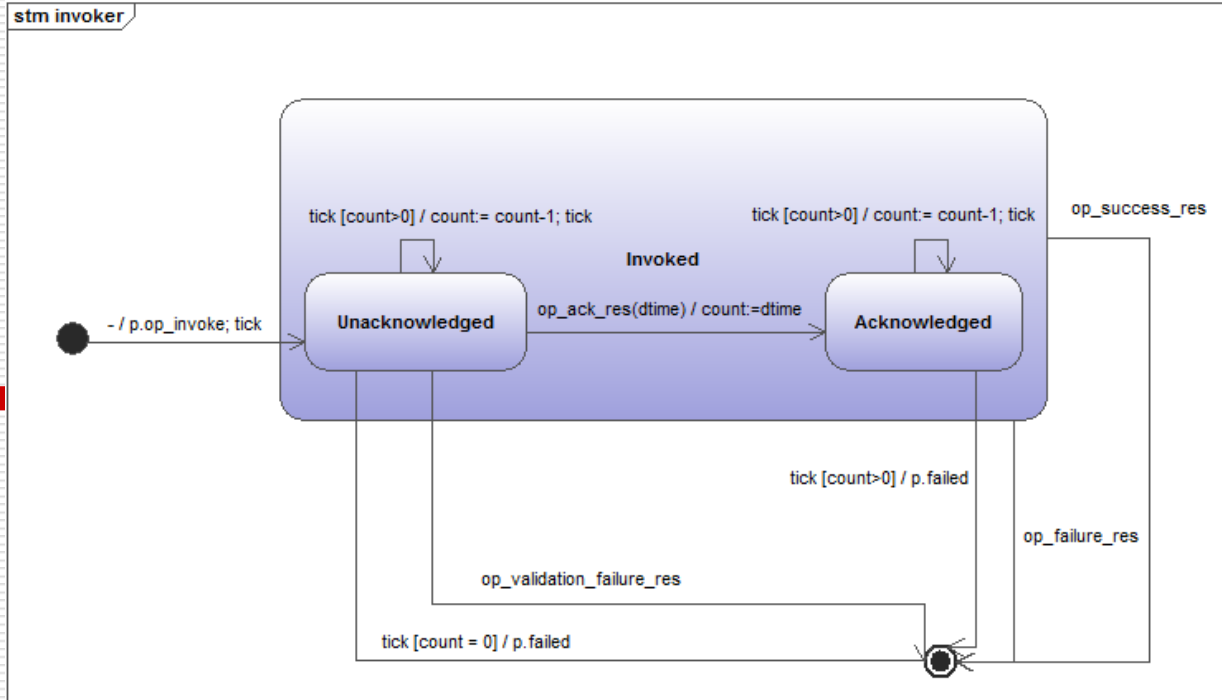 stm invoker
tick [count>0] / count:= count-1; tick
tick [count>0] / count:= count-1; tick
op_success_res
Invoked
- / p.op_invoke; tick
Unacknowledged
op_ack_res(dtime) / count:=dtime
Acknowledged
tick [count>0] / p.failed
op_failure_res
op_validation_failure_res
tick [count = 0] / p.failed